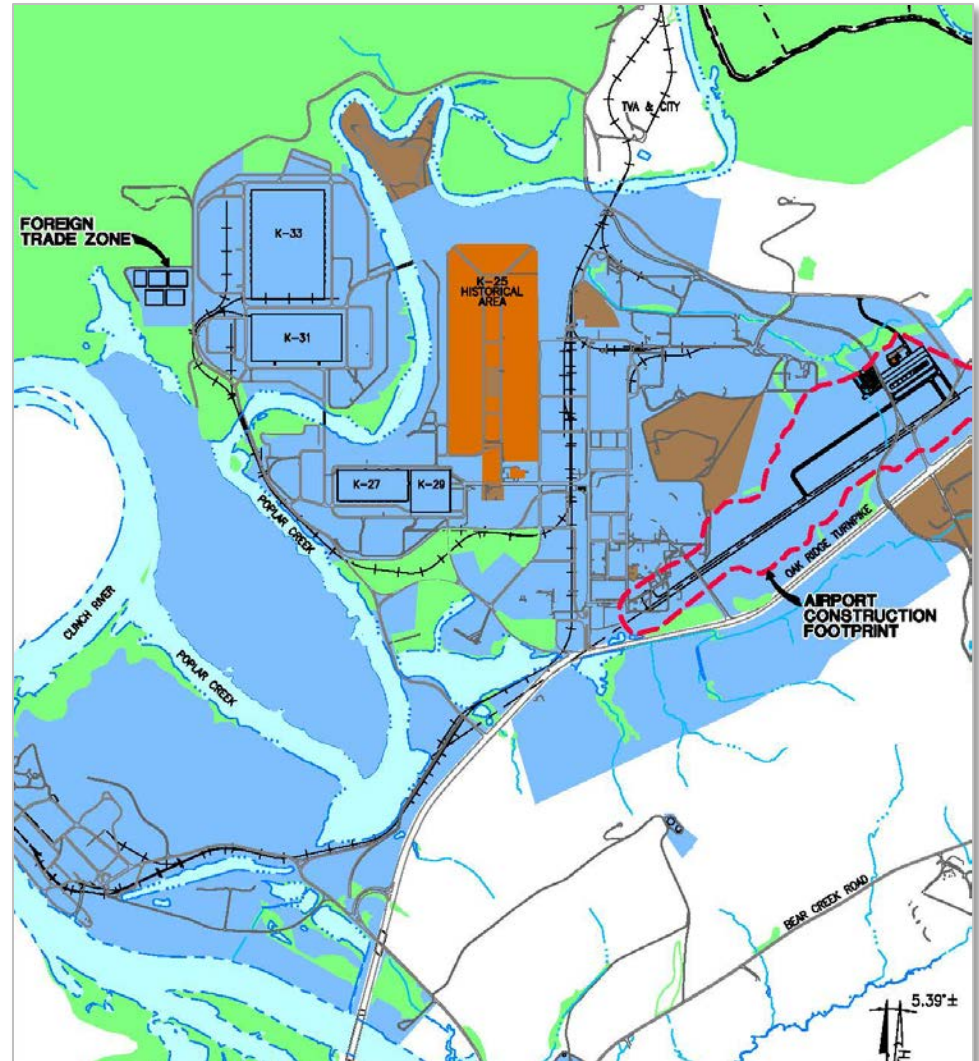 TVA & CITY
FOREIGN
TRADE ZONE
K-33
K-25
HISTORICAL
AREA
K-31
K-27
K-29
POPLAR CREEK
OAK RIDGE TURNPIKE
AIRPORT
CONSTRUCTION
FOOTPRINT
CLINCH RIVER
POPLAR CREEK
BEAR CREEK ROAD
5.39°±